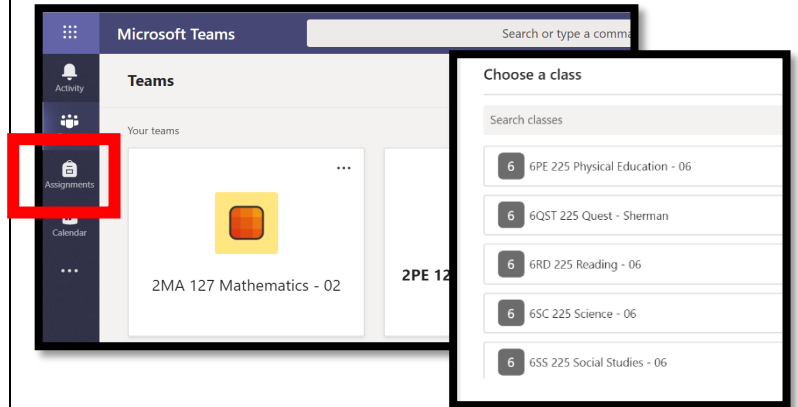 Microsoft Teams
Search or type a comma
Activity
Teams
Your teams
Assignments
Calendar
...
...
2MA 127 Mathematics - 02
2PE 12
Choose a class
Search classes
6 6PE 225 Physical Education - 06
6 6QST 225 Quest - Sherman
6 6RD 225 Reading - 06
6 6SC 225 Science - 06
6 6SS 225 Social Studies - 06